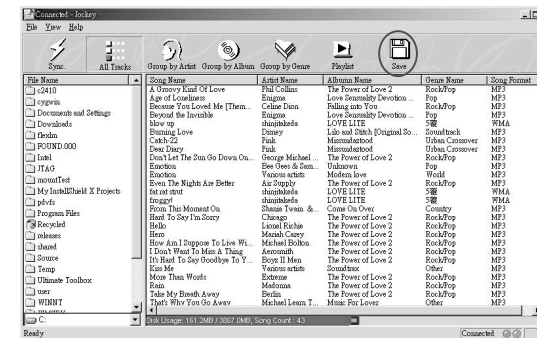 Connected - Jockey
File View Help
Sync. All Tracks Group by Artist Group by Album Group by Genre Playlist Save
File Name
c2410
cygwin
Documents and Settings
Downloads
flexlm
FOUND.000
Intel
JTAG
mountTest
My InstallShield X Projects
pdvfs
Program Files
Recycled
releases
shared
Source
Temp
Ultimate Toolbox
user
WINNT
C:
Song Name Artist Name Albumn Name Genre Name Song Format
A Groovy Kind Of Love Phil Collins The Power of Love 2 Rock/Pop MP3
Age of Loneliness Enigma Love Sensuality Devotion ... Pop MP3
Because You Loved Me [Them... Celine Dion Falling into You Rock/Pop MP3
Beyond the Invisible Enigma Love Sensuality Devotion ... Pop MP3
blow up shinjitakeda LOVE LITE WMA
Burning Love Disney Lilo and Stitch [Original So... Soundtrack MP3
Catch-22 Pink Missundaztood Urban Crossover MP3
Dear Diary Pink Missundaztood Urban Crossover MP3
Don't Let The Sun Go Down On... George Michael ... The Power of Love 2 Rock/Pop MP3
Emotion Bee Gees & Sam... Unknown Pop MP3
Emotion Various artists Modern love World MP3
Even The Nights Are Better Air Supply The Power of Love 2 Rock/Pop MP3
fat rat strut shinjitakeda LOVE LITE WMA
froggy! shinjitakeda LOVE LITE WMA
From This Moment On Shania Twain &... Come On Over Country MP3
Hard To Say I'm Sorry Chicago The Power of Love 2 Rock/Pop MP3
Hello Lionel Richie The Power of Love 2 Rock/Pop MP3
Hero Mariah Carey The Power of Love 2 Rock/Pop MP3
How Am I Suppose To Live Wi... Michael Bolton The Power of Love 2 Rock/Pop MP3
I Don't Want To Miss A Thing Aerosmith The Power of Love 2 Rock/Pop MP3
It's Hard To Say Goodbye To Y... Boys II Men The Power of Love 2 Rock/Pop MP3
Kiss Me Various artists Soundtrax Other MP3
More Than Words Extreme The Power of Love 2 Rock/Pop MP3
Rain Madonna The Power of Love 2 Rock/Pop MP3
Take My Breath Away Berlin The Power of Love 2 Rock/Pop MP3
That's Why You Go Away Michael Learn T... Music For Lover Other MP3
Disk Usage: 161.2MB / 3867.0MB, Song Count : 43
Ready Connected